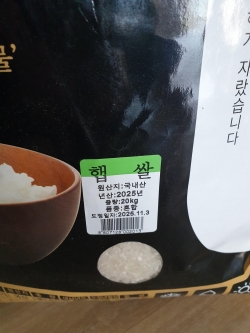 물'
자랐습니다
햅 쌀
원산지:국내산
년산:2025년
중량:20kg
품종:혼합
도정일자:2025.11.3